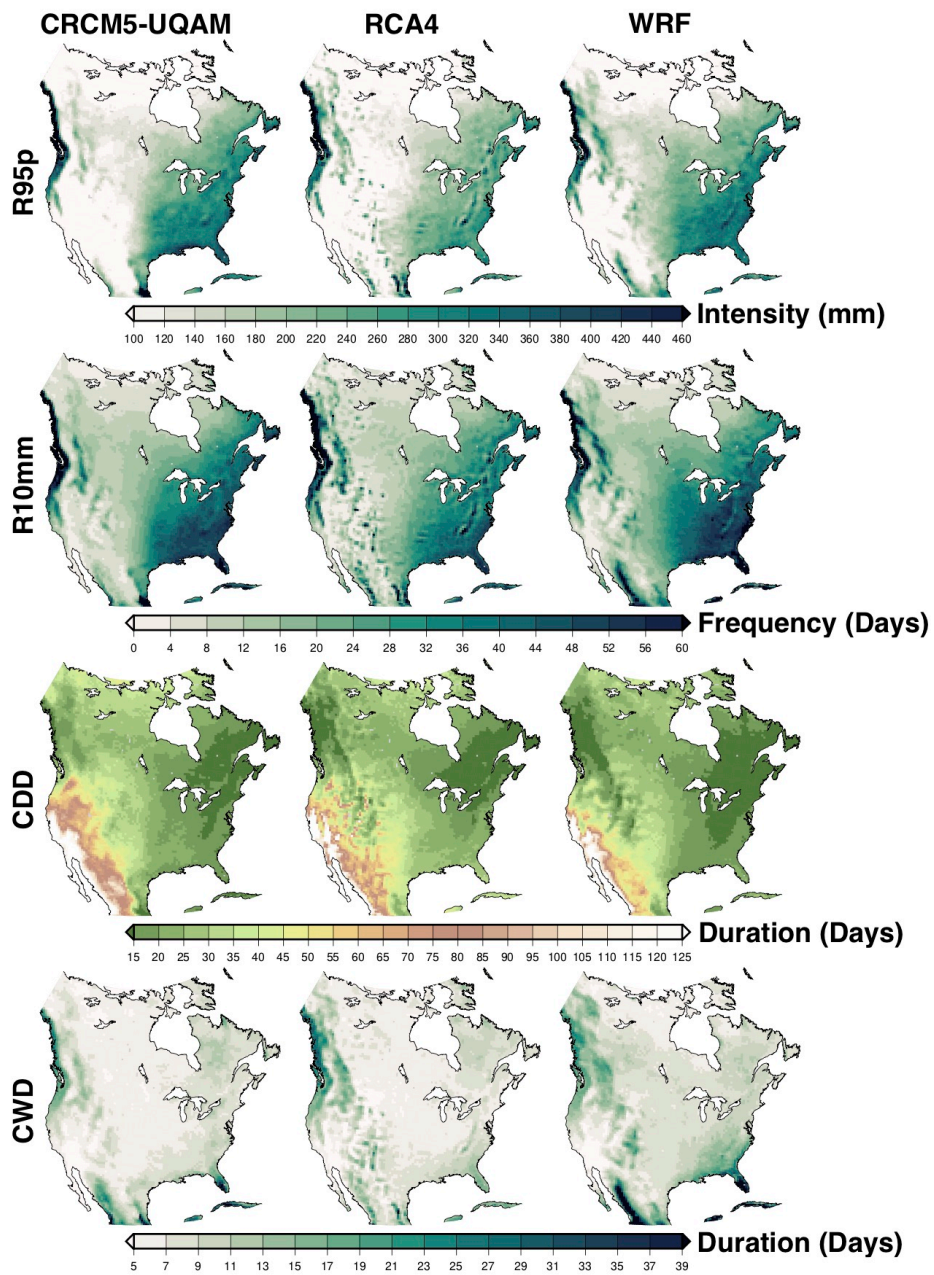 CRCM5-UQAM RCA4 WRF
R95p
100 120 140 160 180 200 220 240 260 280 300 320 340 360 380 400 420 440 460
Intensity (mm)
R10mm
0 4 8 12 16 20 24 28 32 36 40 44 48 52 56 60
Frequency (Days)
CDD
15 20 25 30 35 40 45 50 55 60 65 70 75 80 85 90 95 100 105 110 115 120 125
Duration (Days)
CWD
5 7 9 11 13 15 17 19 21 23 25 27 29 31 33 35 37 39
Duration (Days)